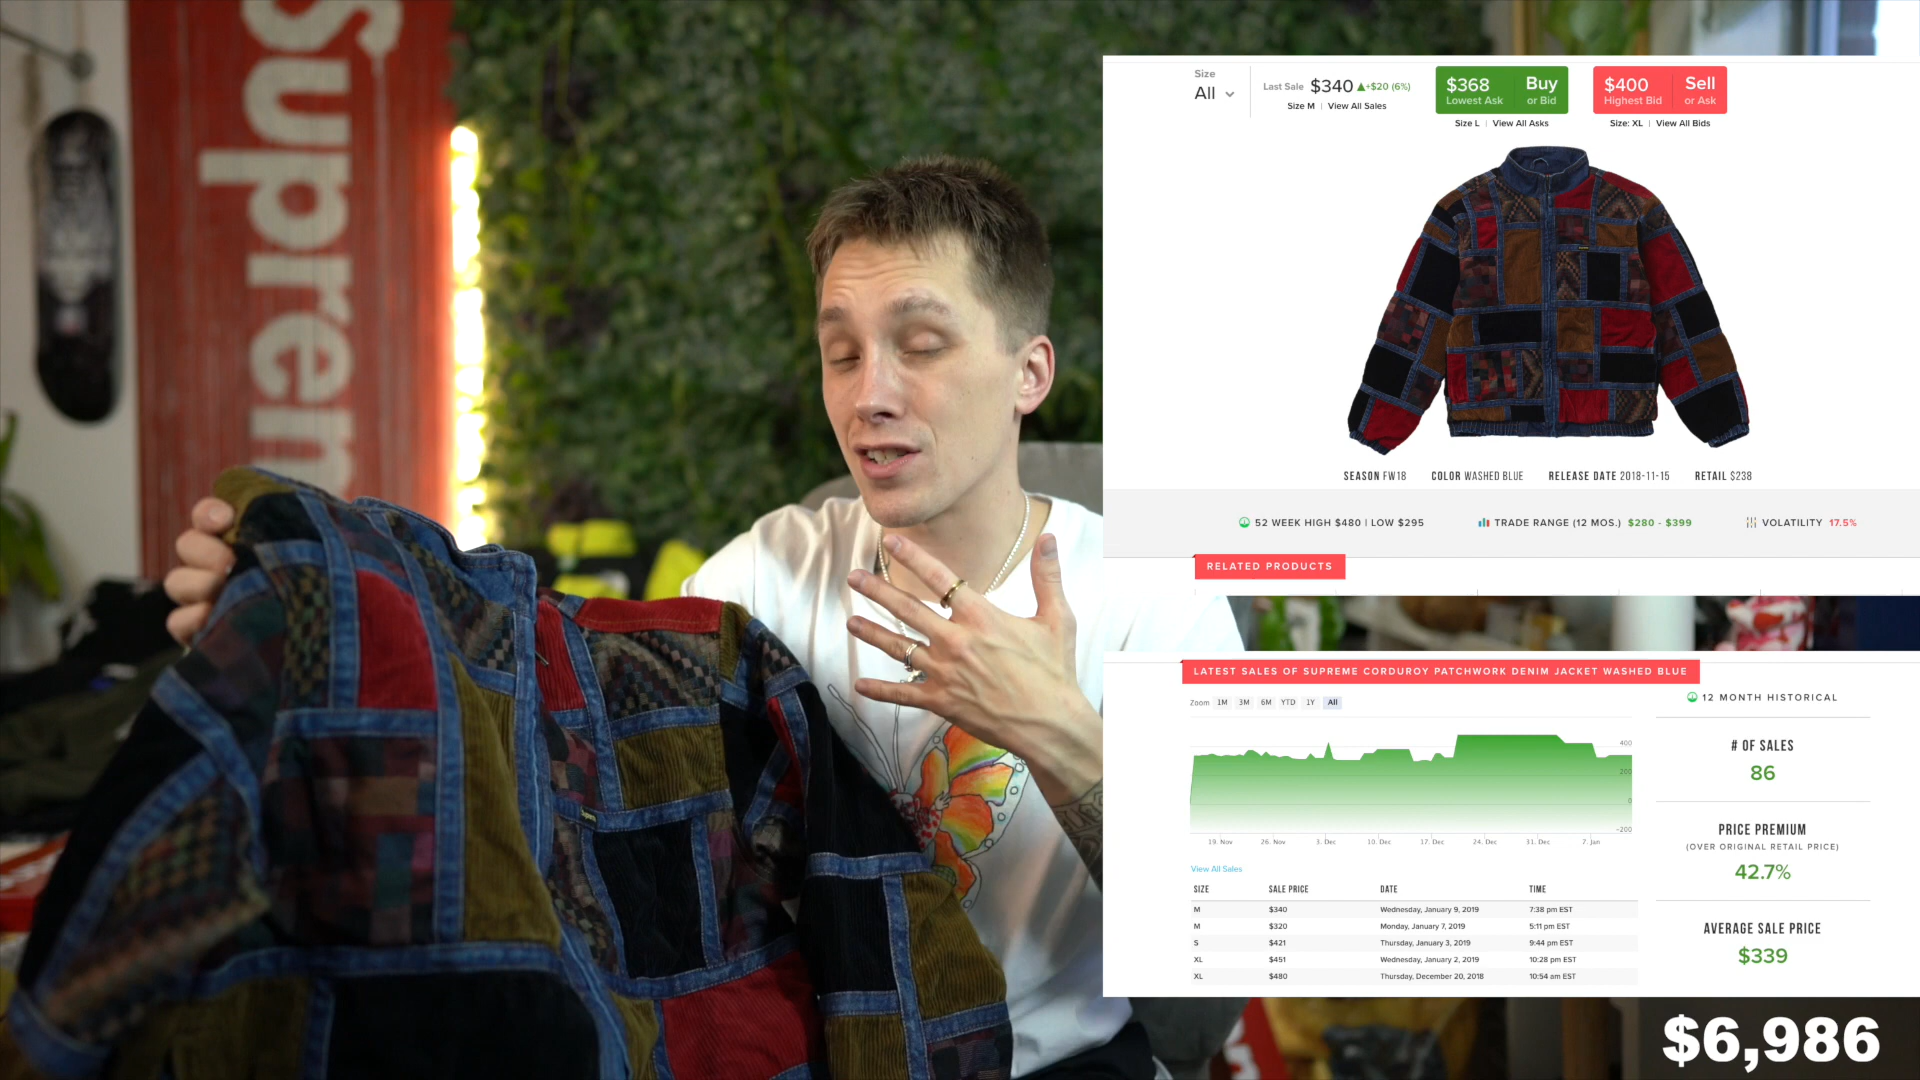 Suprem
Size
All
Last Sale $340 +$20 (6%)
Size M | View All Sales
$368 Buy
Lowest Ask or Bid
Size L | View All Asks
$400 Sell
Highest Bid or Ask
Size: XL | View All Bids
SEASON FW18 COLOR WASHED BLUE RELEASE DATE 2018-11-15 RETAIL $238
52 WEEK HIGH $480 | LOW $295 TRADE RANGE (12 MOS.) $280 - $399 VOLATILITY 17.5%
RELATED PRODUCTS
LATEST SALES OF SUPREME CORDUROY PATCHWORK DENIM JACKET WASHED BLUE
Zoom 1M 3M 6M YTD 1Y All
400
200
0
-200
19. Nov 26. Nov 3. Dec 10. Dec 17. Dec 24. Dec 31. Dec 7. Jan
View All Sales
SIZE SALE PRICE DATE TIME
M $340 Wednesday, January 9, 2019 7:38 pm EST
M $320 Monday, January 7, 2019 5:11 pm EST
S $421 Thursday, January 3, 2019 9:44 pm EST
XL $451 Wednesday, January 2, 2019 10:28 pm EST
XL $480 Thursday, December 20, 2018 10:54 am EST
12 MONTH HISTORICAL
# OF SALES
86
PRICE PREMIUM
(OVER ORIGINAL RETAIL PRICE)
42.7%
AVERAGE SALE PRICE
$339
$6,986